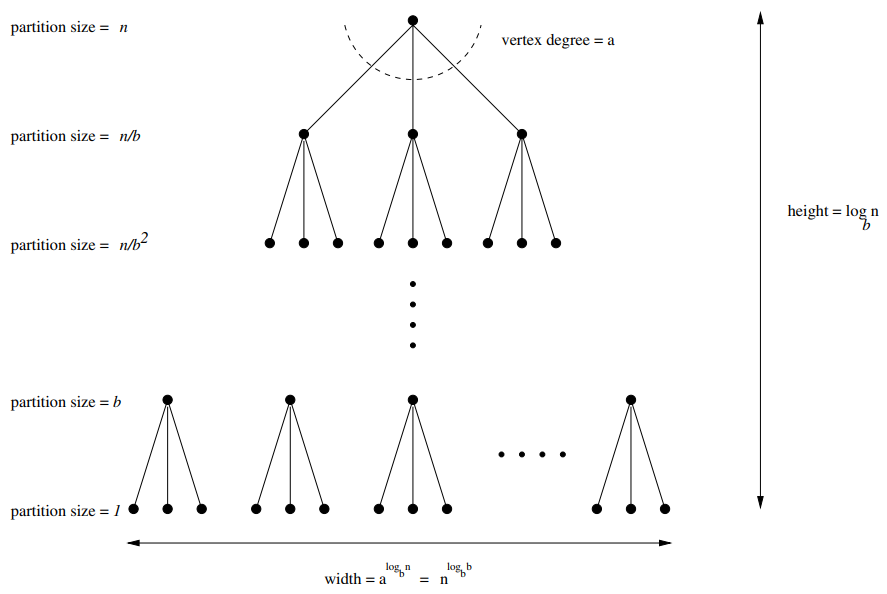 partition size = n
vertex degree = a
partition size = n/b
height = log_b n
partition size = n/b^2
partition size = b
partition size = 1
width = a^{log_b n} = n^{log_b b}